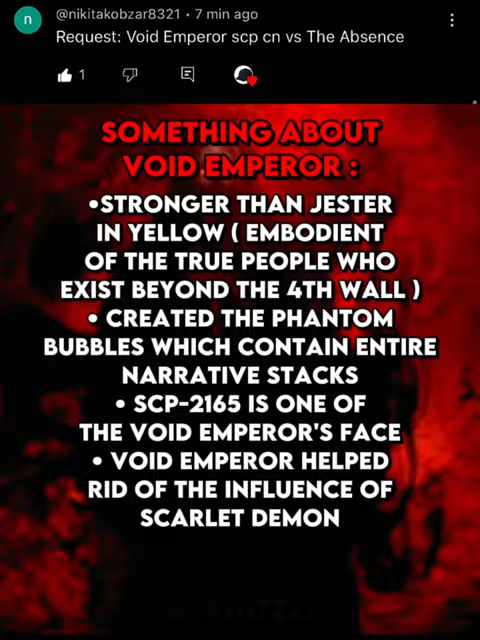 n
@nikitakobzar8321 • 7 min ago
Request: Void Emperor scp cn vs The Absence
1
SOMETHING ABOUT
VOID EMPEROR :
•STRONGER THAN JESTER
IN YELLOW ( EMBODIENT
OF THE TRUE PEOPLE WHO
EXIST BEYOND THE 4TH WALL )
• CREATED THE PHANTOM
BUBBLES WHICH CONTAIN ENTIRE
NARRATIVE STACKS
• SCP-2165 IS ONE OF
THE VOID EMPEROR'S FACE
• VOID EMPEROR HELPED
RID OF THE INFLUENCE OF
SCARLET DEMON